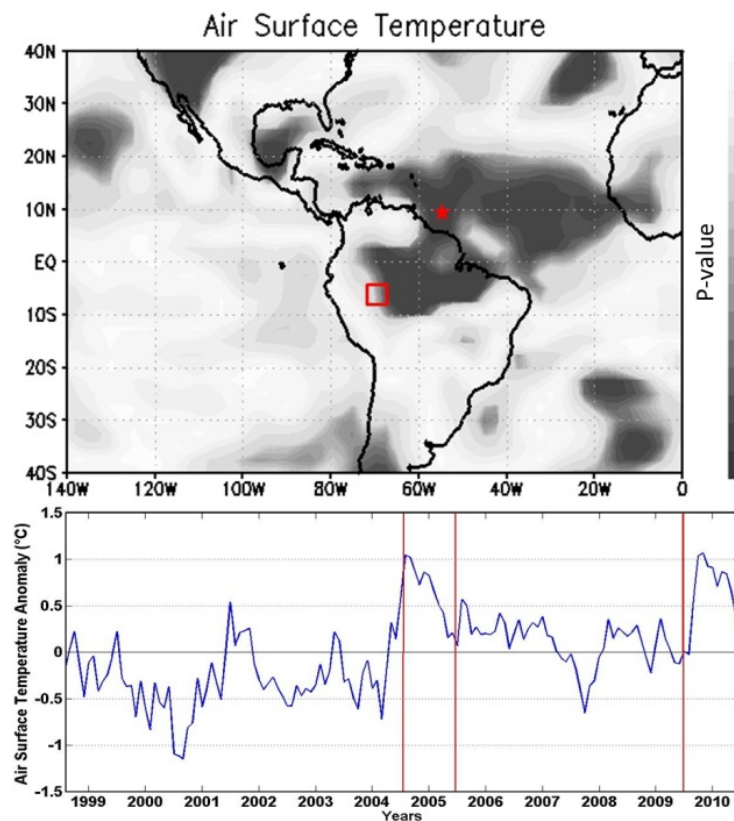 Air Surface Temperature
40N
30N
20N
10N
EQ
10S
20S
30S
40S
140W 120W 100W 80W 60W 40W 20W 0
P-value
1.5
1
0.5
0
-0.5
-1
-1.5
Air Surface Temperature Anomaly (°C)
1999 2000 2001 2002 2003 2004 2005 2006 2007 2008 2009 2010
Years